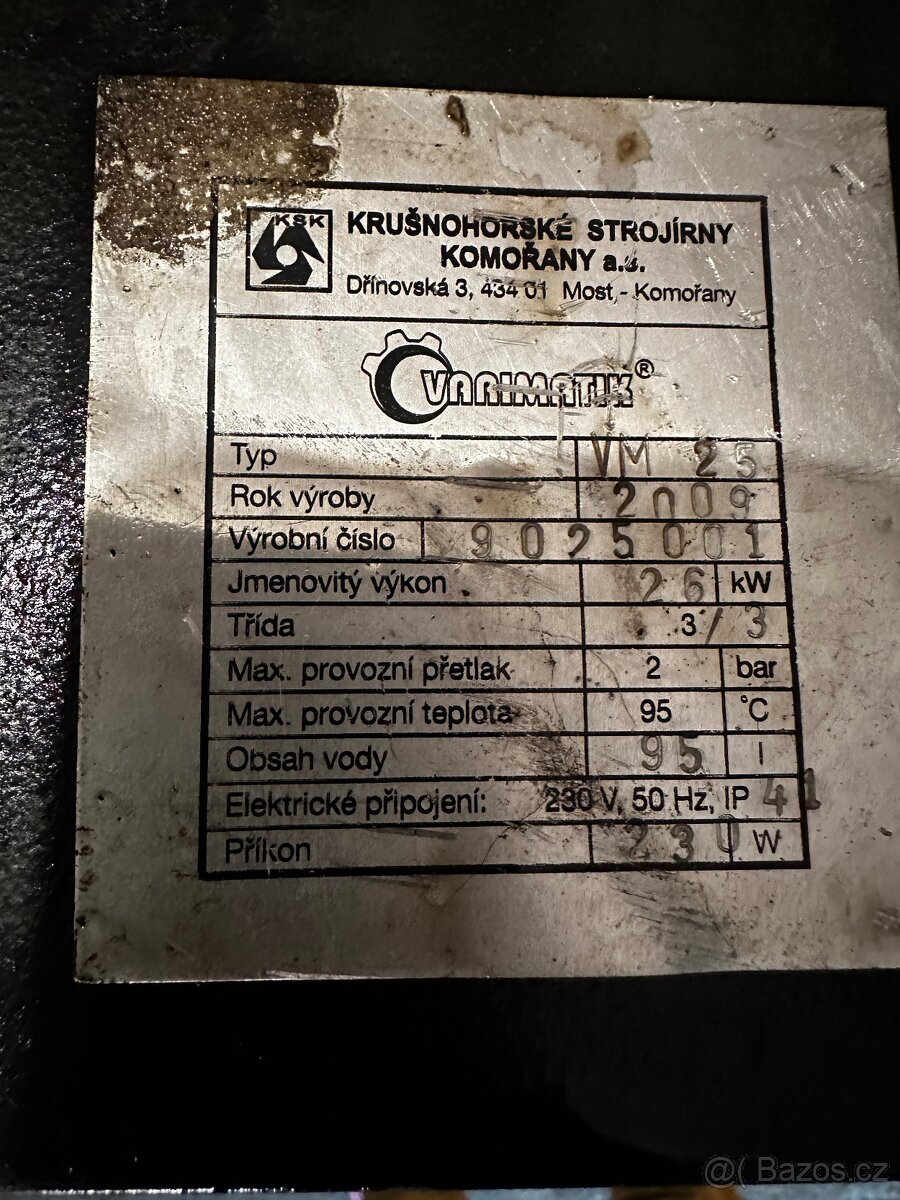 KSK
KRUŠNOHORSKÉ STROJÍRNY
KOMOŘANY a.s.
Dřínovská 3, 434 01 Most - Komořany
VARIMATIK®
Typ VM 25
Rok výroby 2009
Výrobní číslo 9025001
Jmenovitý výkon 26 kW
Třída 3/3
Max. provozní přetlak 2 bar
Max. provozní teplota 95 °C
Obsah vody 95 l
Elektrické připojení: 230 V, 50 Hz, IP 41
Příkon 230 W
@( Bazos.cz